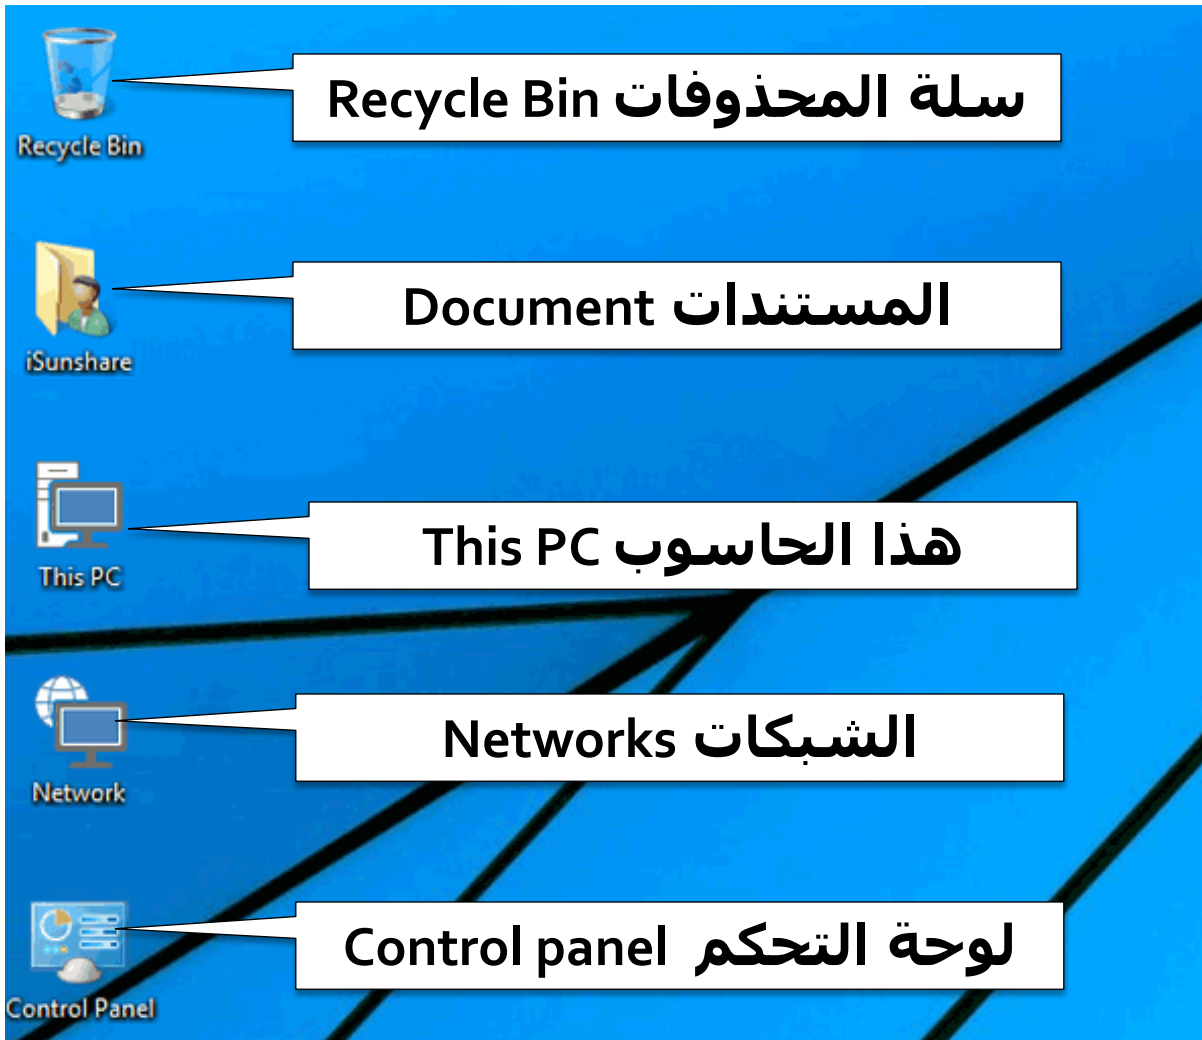 سلة المحذوفات Recycle Bin
Recycle Bin
المستندات Document
iSunshare
هذا الحاسوب This PC
This PC
الشبكات Networks
Network
لوحة التحكم Control panel
Control Panel